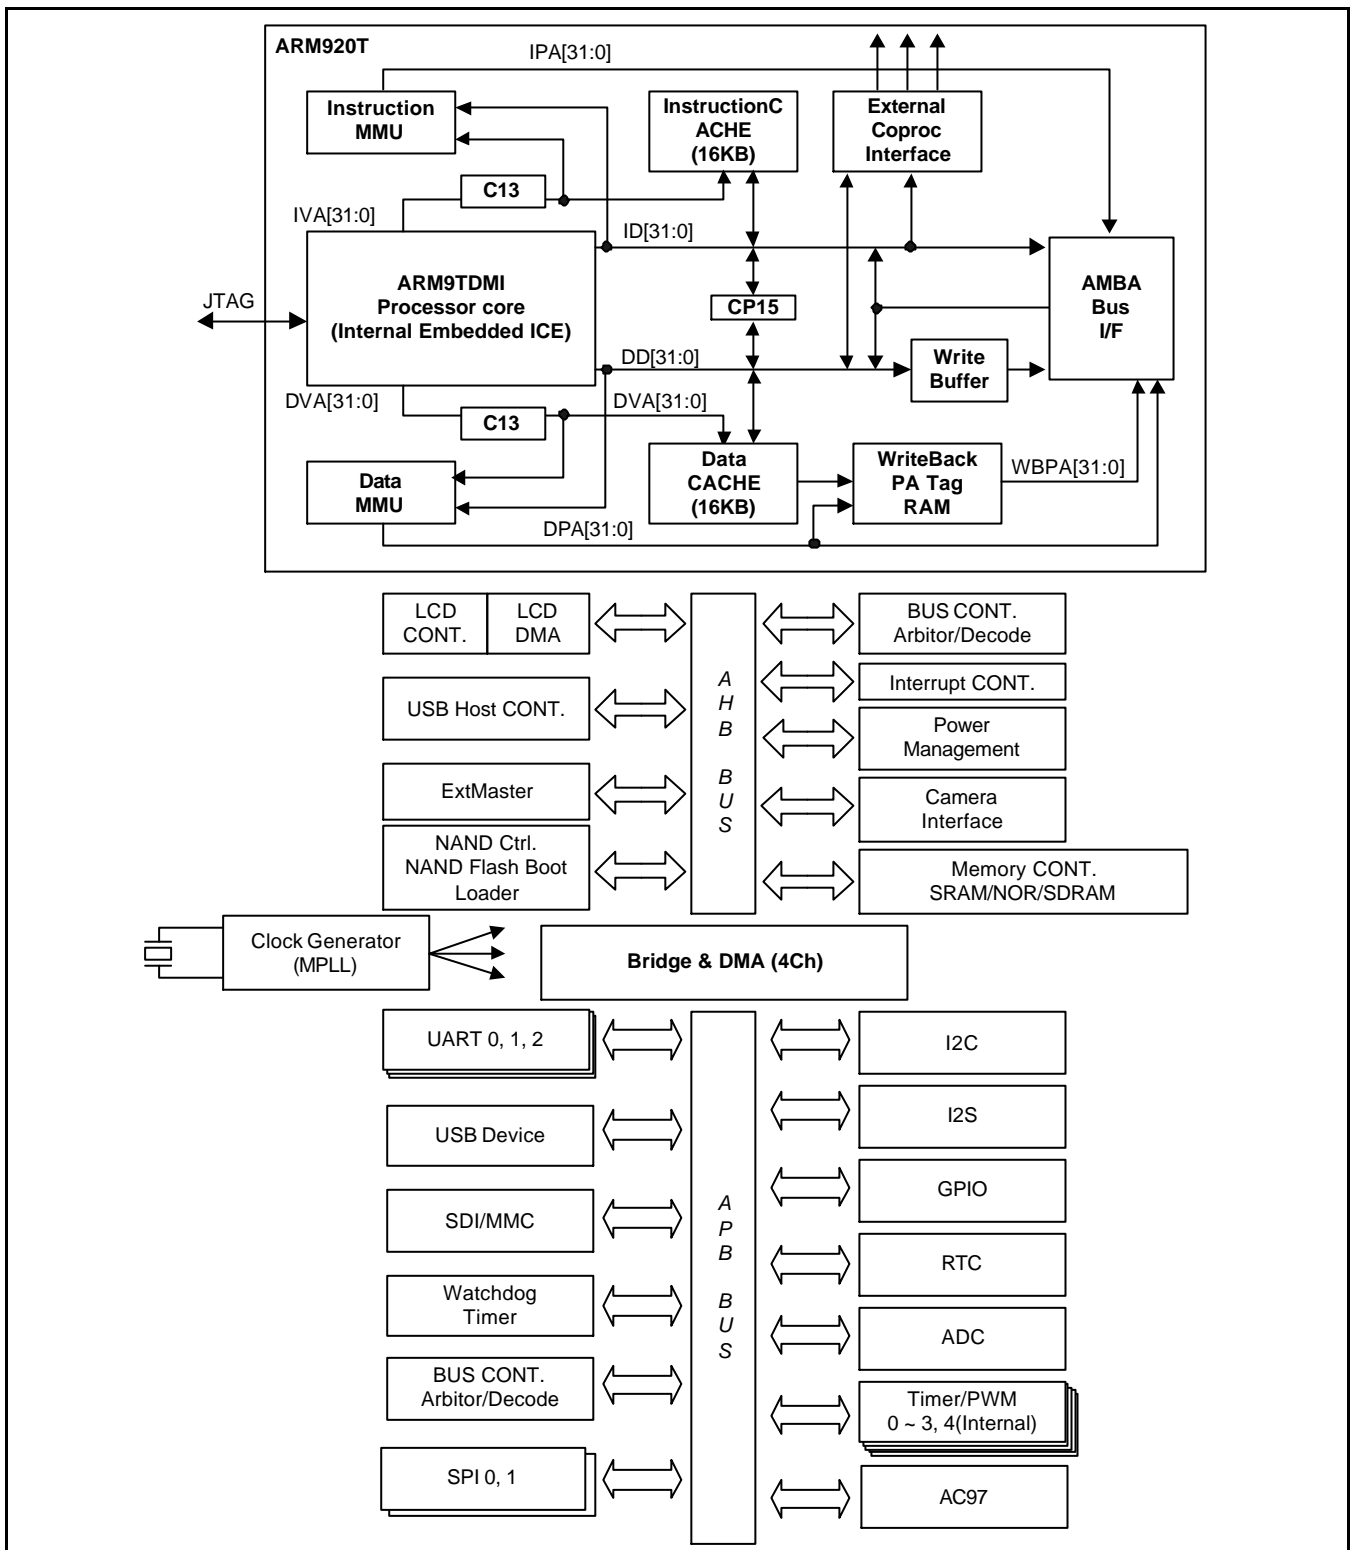 ARM920T
IPA[31:0]
Instruction
MMU
InstructionC
ACHE
(16KB)
External
Coproc
Interface
C13
IVA[31:0]
ID[31:0]
ARM9TDMI
Processor core
(Internal Embedded ICE)
JTAG
CP15
AMBA
Bus
I/F
DD[31:0]
Write
Buffer
DVA[31:0]
C13
DVA[31:0]
Data
MMU
Data
CACHE
(16KB)
WriteBack
PA Tag
RAM
WBPA[31:0]
DPA[31:0]
LCD
CONT.
LCD
DMA
BUS CONT.
Arbitor/Decode
USB Host CONT.
Interrupt CONT.
Power
Management
ExtMaster
Camera
Interface
NAND Ctrl.
NAND Flash Boot
Loader
Memory CONT.
SRAM/NOR/SDRAM
A
H
B
B
U
S
Clock Generator
(MPLL)
Bridge & DMA (4Ch)
UART 0, 1, 2
I2C
USB Device
I2S
SDI/MMC
GPIO
Watchdog
Timer
RTC
BUS CONT.
Arbitor/Decode
ADC
SPI 0, 1
Timer/PWM
0 ~ 3, 4(Internal)
AC97
A
P
B
B
U
S